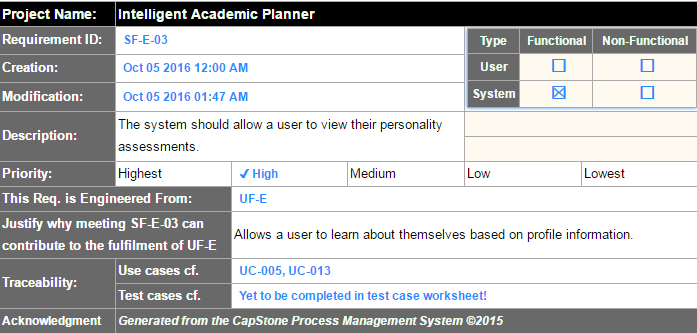 Project Name: Intelligent Academic Planner
Requirement ID: SF-E-03
Type Functional Non-Functional
User
System
Creation: Oct 05 2016 12:00 AM
Modification: Oct 05 2016 01:47 AM
Description: The system should allow a user to view their personality
assessments.
Priority: Highest ✓ High Medium Low Lowest
This Req. is Engineered From: UF-E
Justify why meeting SF-E-03 can
contribute to the fulfilment of UF-E
Allows a user to learn about themselves based on profile information.
Traceability:
Use cases cf. UC-005, UC-013
Test cases cf. Yet to be completed in test case worksheet!
Acknowledgment Generated from the CapStone Process Management System ©2015